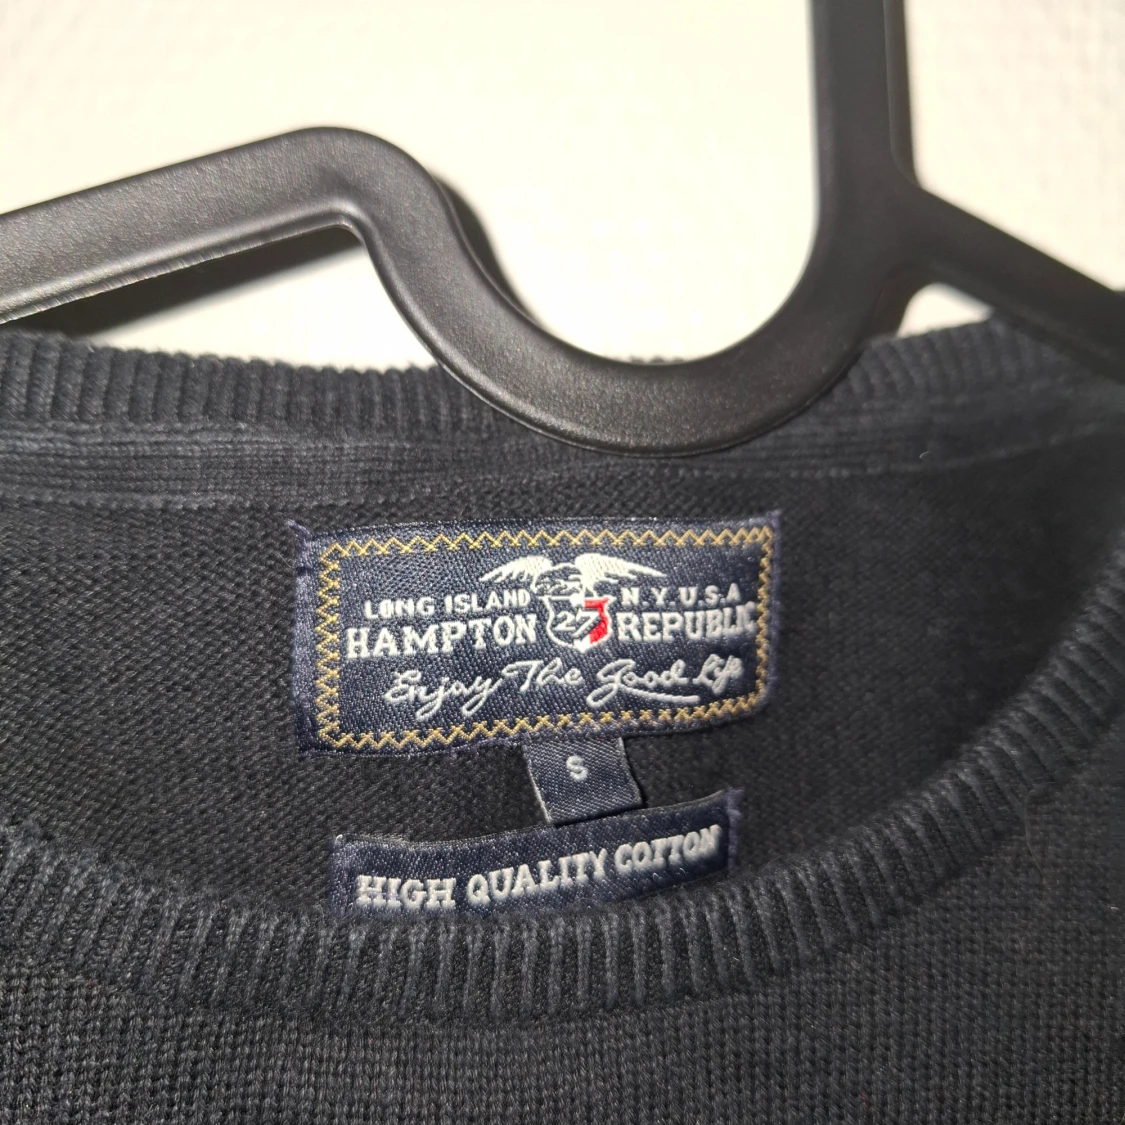 LONG ISLAND N.Y. U.S.A
HAMPTON 27 REPUBLIC
Enjoy The Good Life
S
HIGH QUALITY COTTON